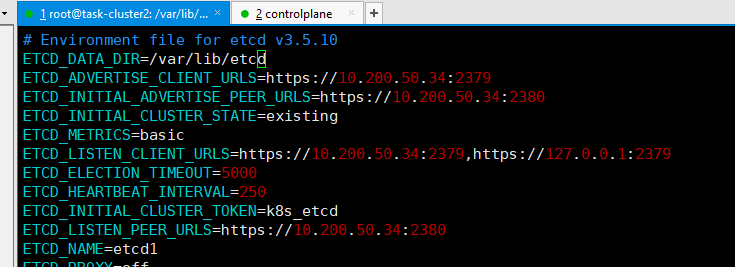 1 root@task-cluster2: /var/lib/...
2 controlplane
# Environment file for etcd v3.5.10
ETCD_DATA_DIR=/var/lib/etcd
ETCD_ADVERTISE_CLIENT_URLS=https://10.200.50.34:2379
ETCD_INITIAL_ADVERTISE_PEER_URLS=https://10.200.50.34:2380
ETCD_INITIAL_CLUSTER_STATE=existing
ETCD_METRICS=basic
ETCD_LISTEN_CLIENT_URLS=https://10.200.50.34:2379,https://127.0.0.1:2379
ETCD_ELECTION_TIMEOUT=5000
ETCD_HEARTBEAT_INTERVAL=250
ETCD_INITIAL_CLUSTER_TOKEN=k8s_etcd
ETCD_LISTEN_PEER_URLS=https://10.200.50.34:2380
ETCD_NAME=etcd1
ETCD_PROXY=off